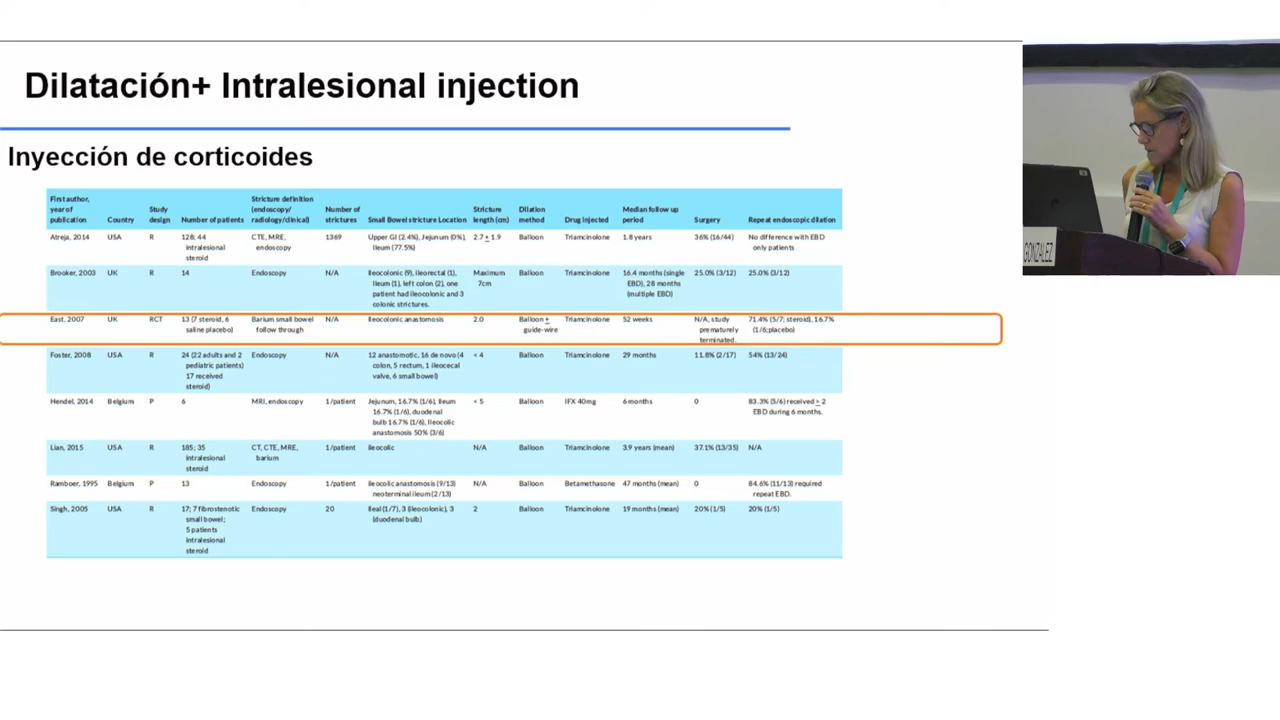 Dilatación+ Intralesional injection
Inyección de corticoides
First author, year of publication Country Study design Number of patients Stricture definition (endoscopy/ radiology/clinical) Number of strictures Small Bowel stricture Location Stricture length (cm) Dilation method Drug injected Median follow up period Surgery Repeat endoscopic dilation
Atreja, 2014 USA R 128; 44 intralesional steroid CTE, MRE, endoscopy 1369 Upper GI (2.4%), Jejunum (0%), Ileum (77.5%) 2.7 ± 1.9 Balloon Triamcinolone 1.8 years 36% (16/44) No difference with EBD only patients
Brooker, 2003 UK R 14 Endoscopy N/A Ileocolonic (9), ileorectal (1), Ileum (1), left colon (2), one patient had ileocolonic and 3 colonic strictures. Maximum 7cm Balloon Triamcinolone 16.4 months (single EBD), 28 months (multiple EBD) 25.0% (3/12) 25.0% (3/12)
East, 2007 UK RCT 13 (7 steroid, 6 saline placebo) Barium small bowel follow through N/A Ileocolonic anastomosis 2.0 Balloon ± guide-wire Triamcinolone 52 weeks N/A, study prematurely terminated. 71.4% (5/7; steroid), 16.7% (1/6;placebo)
Foster, 2008 USA R 24 (22 adults and 2 pediatric patients) 17 received steroid) Endoscopy N/A 12 anastomotic, 16 de novo (4 colon, 5 rectum, 1 ileocecal valve, 6 small bowel) < 4 Balloon Triamcinolone 29 months 11.8% (2/17) 54% (13/24)
Hendel, 2014 Belgium P 6 MRI, endoscopy 1/patient Jejunum, 16.7% (1/6), Ileum 16.7% (1/6), duodenal bulb 16.7% (1/6), Ileocolic anastomosis 50% (3/6) < 5 Balloon IFX 40mg 6 months 0 83.3% (5/6) received ≥ 2 EBD during 6 months.
Lian, 2015 USA R 185; 35 intralesional steroid CT, CTE, MRE, barium 1/patient Ileocolic N/A Balloon Triamcinolone 3.9 years (mean) 37.1% (13/35) N/A
Ramboer, 1995 Belgium P 13 Endoscopy 1/patient Ileocolic anastomosis (9/13) neoterminal ileum (2/13) N/A Balloon Betamethasone 47 months (mean) 0 84.6% (11/13) required repeat EBD.
Singh, 2005 USA R 17; 7 fibrostenotic small bowel; 5 patients intralesional steroid Endoscopy 20 Ileal (1/7), 3 (ileocolonic), 3 (duodenal bulb) 2 Balloon Triamcinolone 19 months (mean) 20% (1/5) 20% (1/5)
GONZALEZ